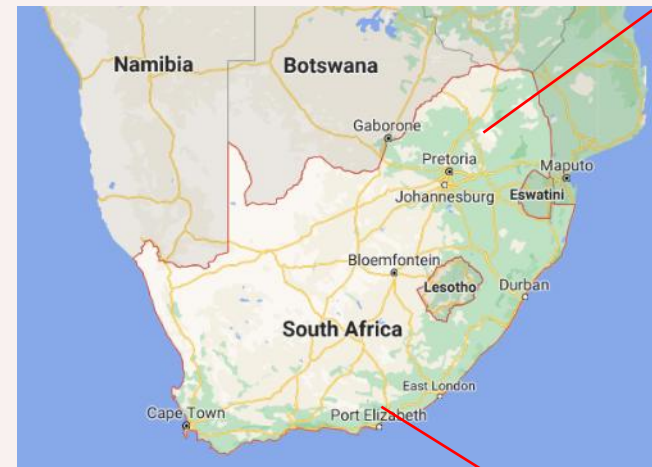 Namibia
Botswana
Gaborone
Pretoria
Maputo
Johannesburg
Eswatini
Bloemfontein
Lesotho
Durban
South Africa
East London
Cape Town
Port Elizabeth